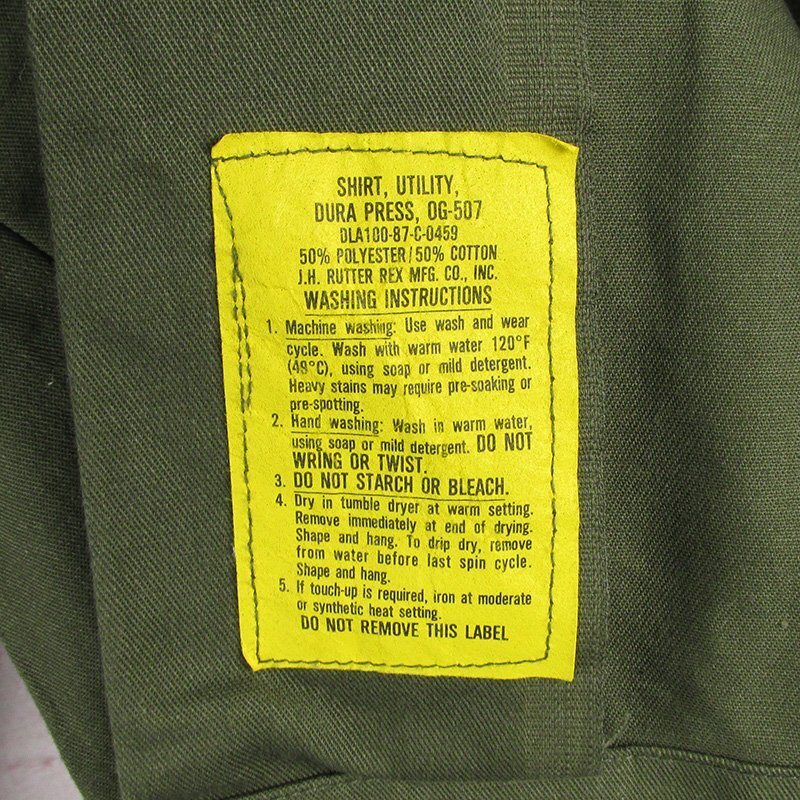 SHIRT, UTILITY,
DURA PRESS, OG-507
DLA100-87-C-0459
50% POLYESTER/50% COTTON
J.H. RUTTER REX MFG. CO., INC.
WASHING INSTRUCTIONS
1. Machine washing: Use wash and wear
cycle. Wash with warm water 120°F
(49°C), using soap or mild detergent.
Heavy stains may require pre-soaking or
pre-spotting.
2. Hand washing: Wash in warm water,
using soap or mild detergent. DO NOT
WRING OR TWIST.
3. DO NOT STARCH OR BLEACH.
4. Dry in tumble dryer at warm setting.
Remove immediately at end of drying.
Shape and hang. To drip dry, remove
from water before last spin cycle.
Shape and hang.
5. If touch-up is required, iron at moderate
or synthetic heat setting.
DO NOT REMOVE THIS LABEL